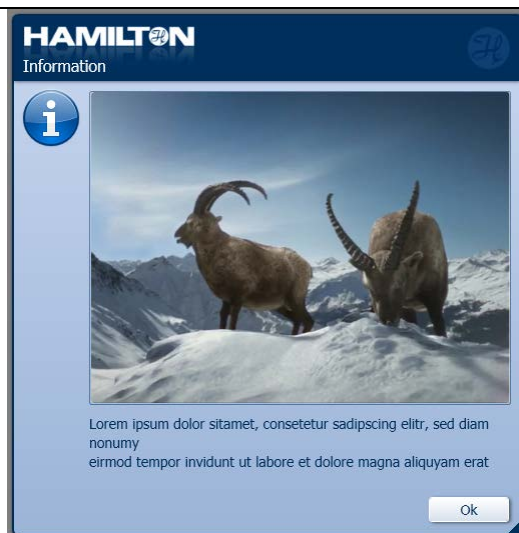 HAMILTON
Information
Lorem ipsum dolor sitamet, consetetur sadipscing elitr, sed diam
nonumy
eirmod tempor invidunt ut labore et dolore magna aliquyam erat
Ok